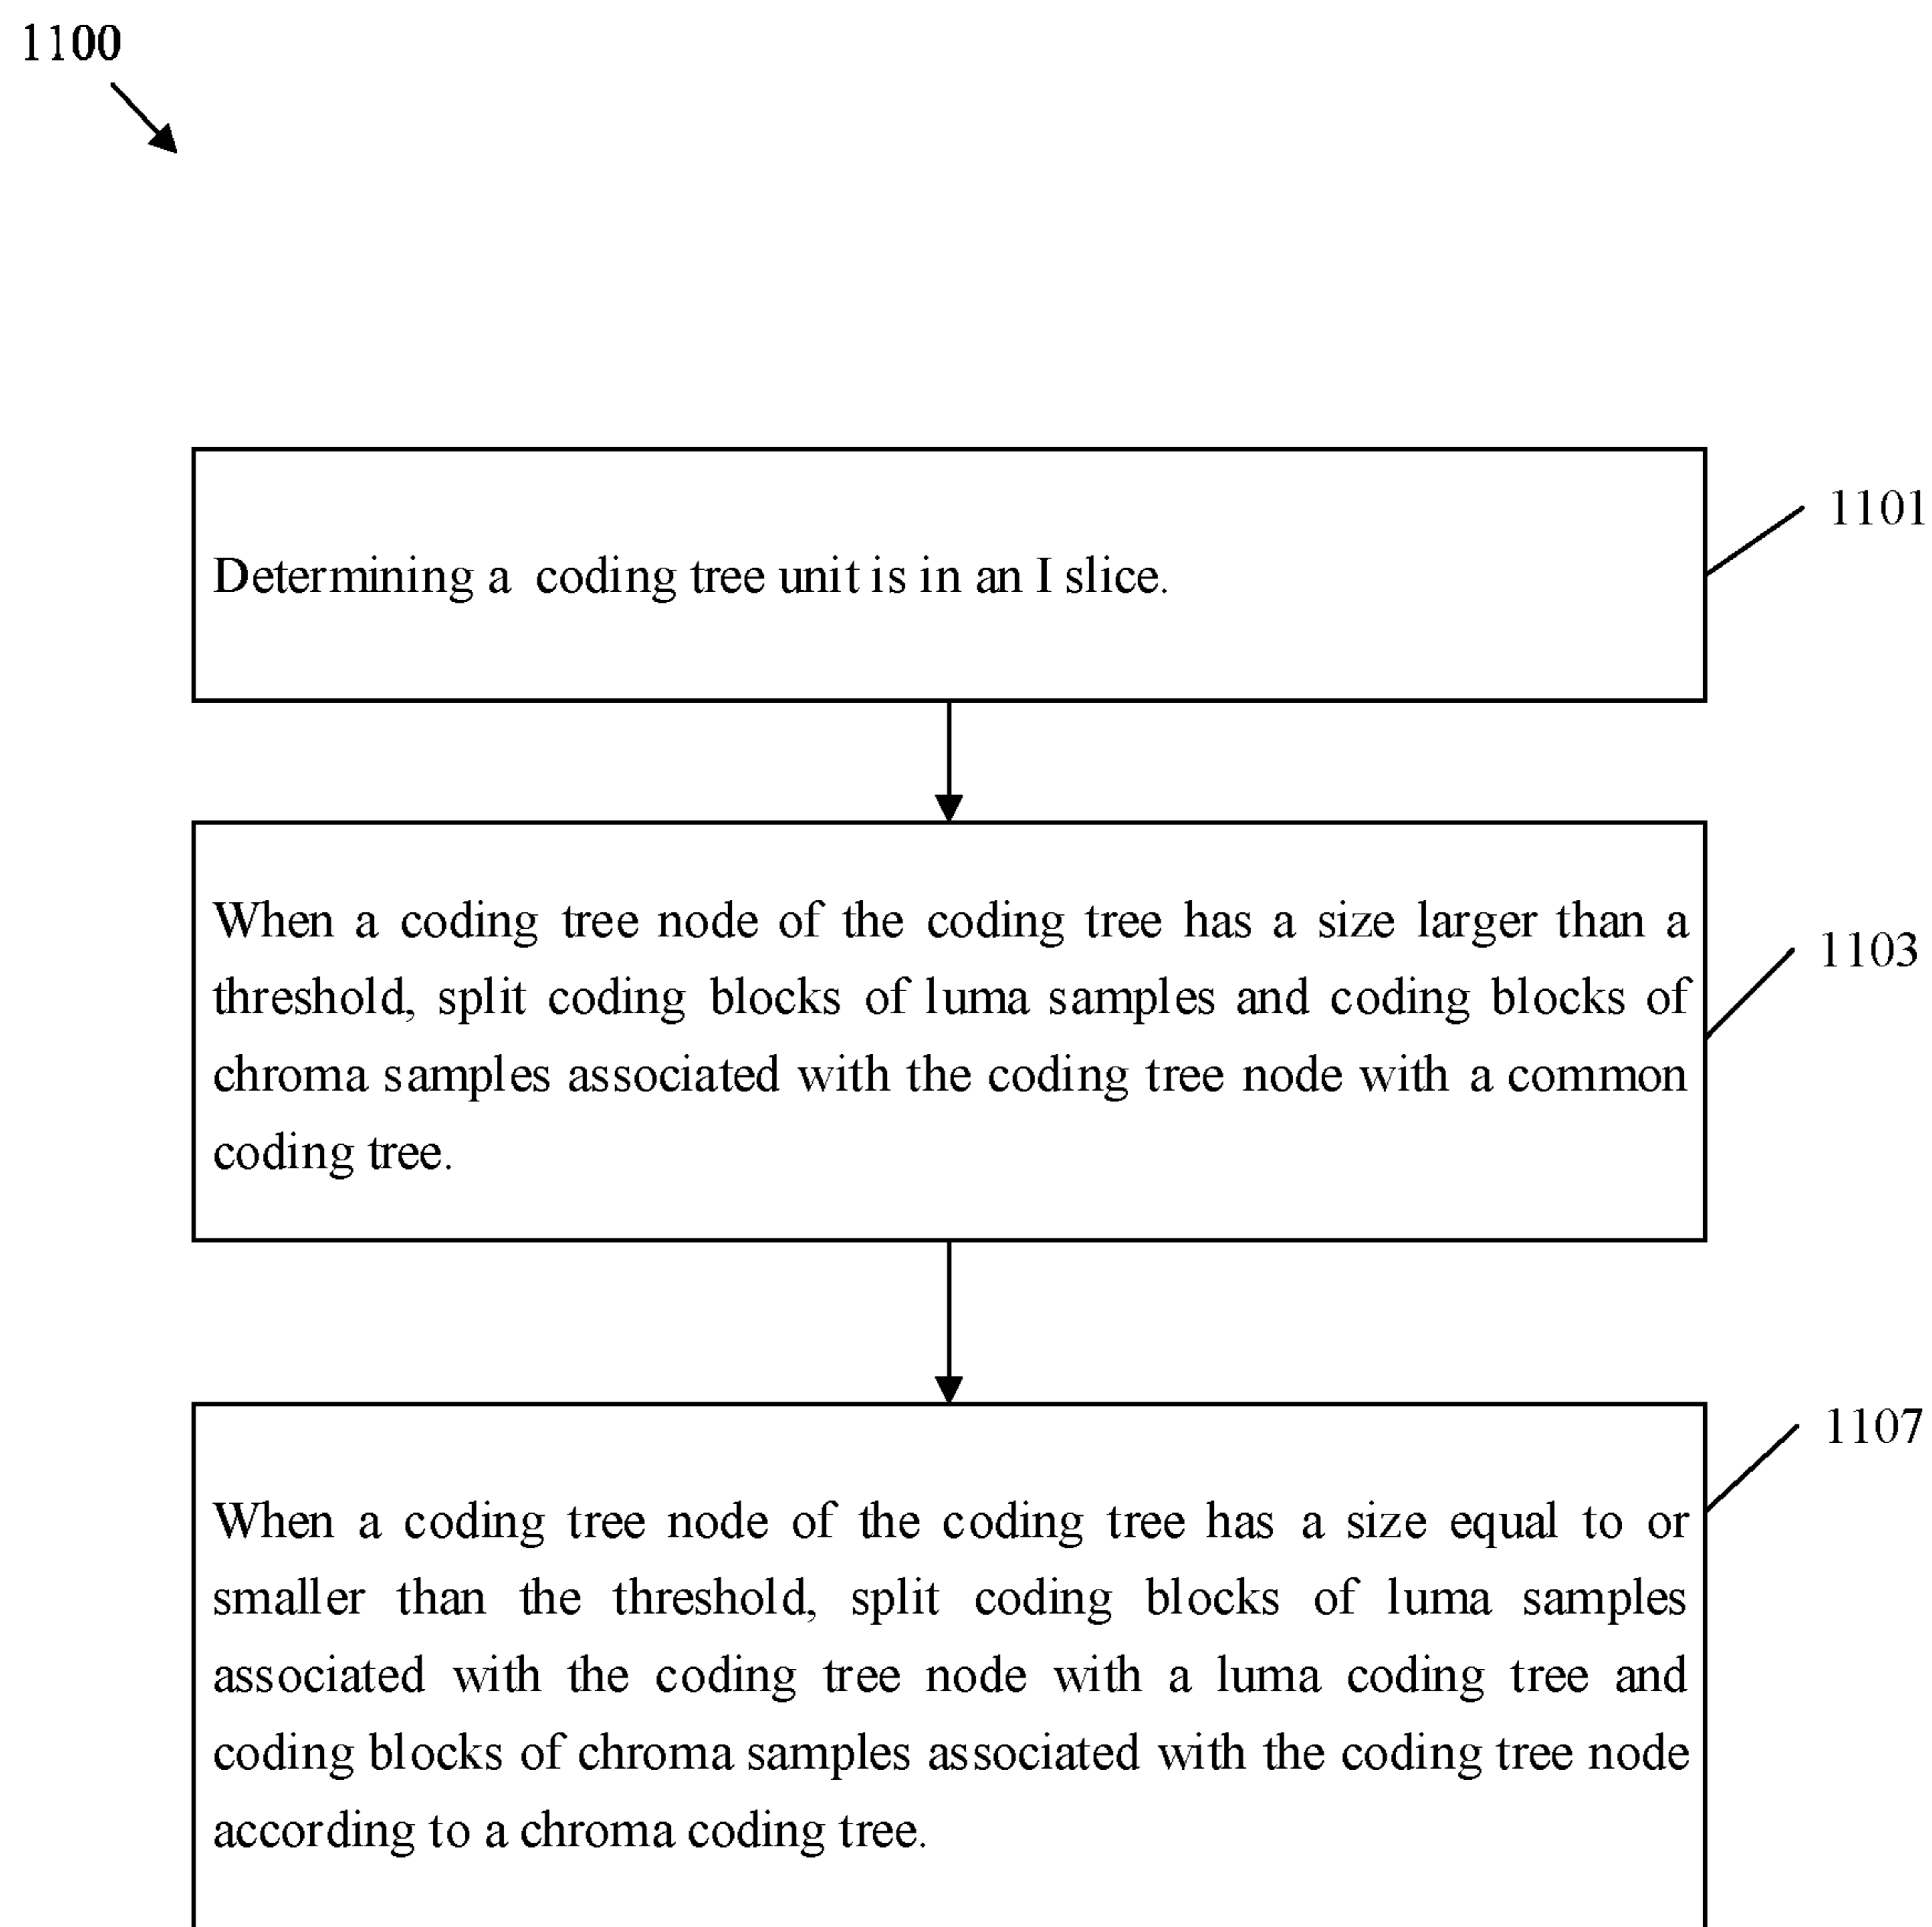 1100
Determining a coding tree unit is in an I slice.
1101
When a coding tree node of the coding tree has a size larger than a
threshold, split coding blocks of luma samples and coding blocks of
chroma samples associated with the coding tree node with a common
coding tree.
1103
When a coding tree node of the coding tree has a size equal to or
smaller than the threshold, split coding blocks of luma samples
associated with the coding tree node with a luma coding tree and
coding blocks of chroma samples associated with the coding tree node
according to a chroma coding tree.
1107